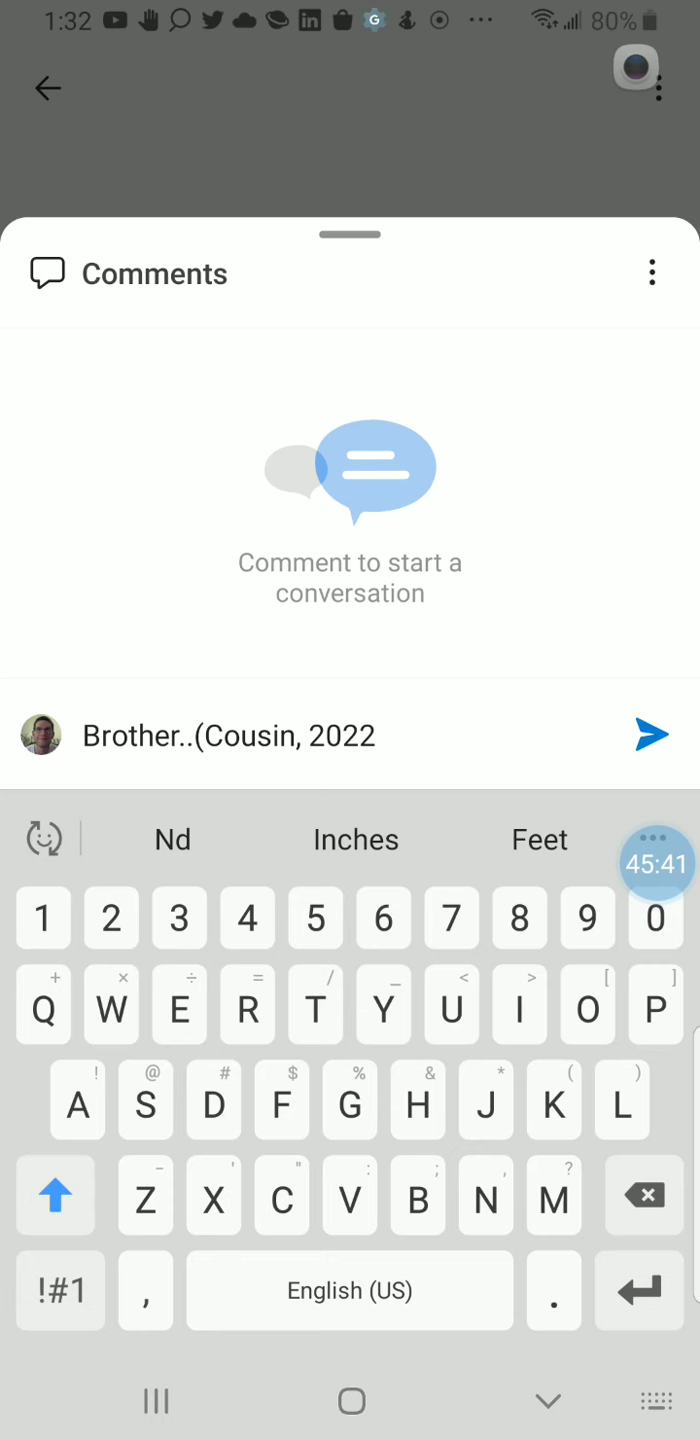 1:32 80%
Comments
Comment to start a
conversation
Brother..(Cousin, 2022
Nd Inches Feet
45:41
1 2 3 4 5 6 7 8 9 0
+ × ÷ = / _ < > [ ]
Q W E R T Y U I O P
! @ # $ % & * ( )
A S D F G H J K L
- ' " : ; , ?
Z X C V B N M
!#1 , English (US) .